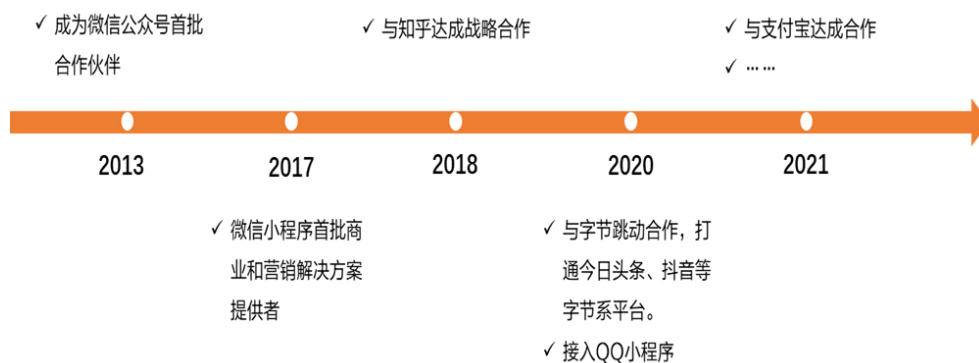 ✓ 成为微信公众号首批
合作伙伴
✓ 与知乎达成战略合作
✓ 与支付宝达成合作
✓ ……
2013
2017
2018
2020
2021
✓ 微信小程序首批商
业和营销解决方案
提供者
✓ 与字节跳动合作，打
通今日头条、抖音等
字节系平台。
✓ 接入QQ小程序